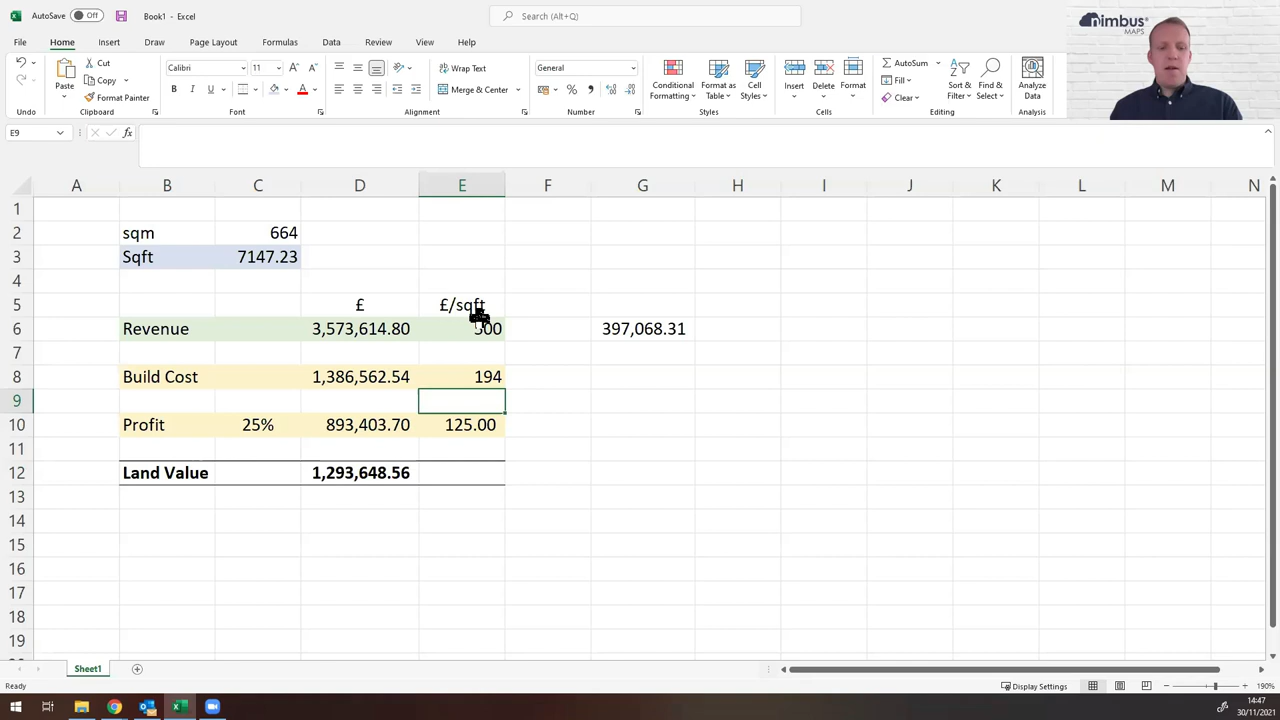 AutoSave Off Book1 - Excel Search (Alt+Q)
nimbus
MAPS
File Home Insert Draw Page Layout Formulas Data Review View Help
Paste Cut Copy Format Painter
Calibri 11
B I U A
Wrap Text
Merge & Center
General
Conditional Formatting Format as Table Cell Styles
Insert Delete Format
AutoSum Fill Clear
Sort & Filter Find & Select
Analyze Data
Undo Clipboard Font Alignment Number Styles Cells Editing Analysis
E9 fx
A B C D E F G H I J K L M N
1
2 sqm 664
3 Sqft 7147.23
4
5 £ £/sqft
6 Revenue 3,573,614.80 500 397,068.31
7
8 Build Cost 1,386,562.54 194
9
10 Profit 25% 893,403.70 125.00
11
12 Land Value 1,293,648.56
13
14
15
16
17
18
19
Sheet1
Ready Display Settings 190%
14:47
30/11/2021